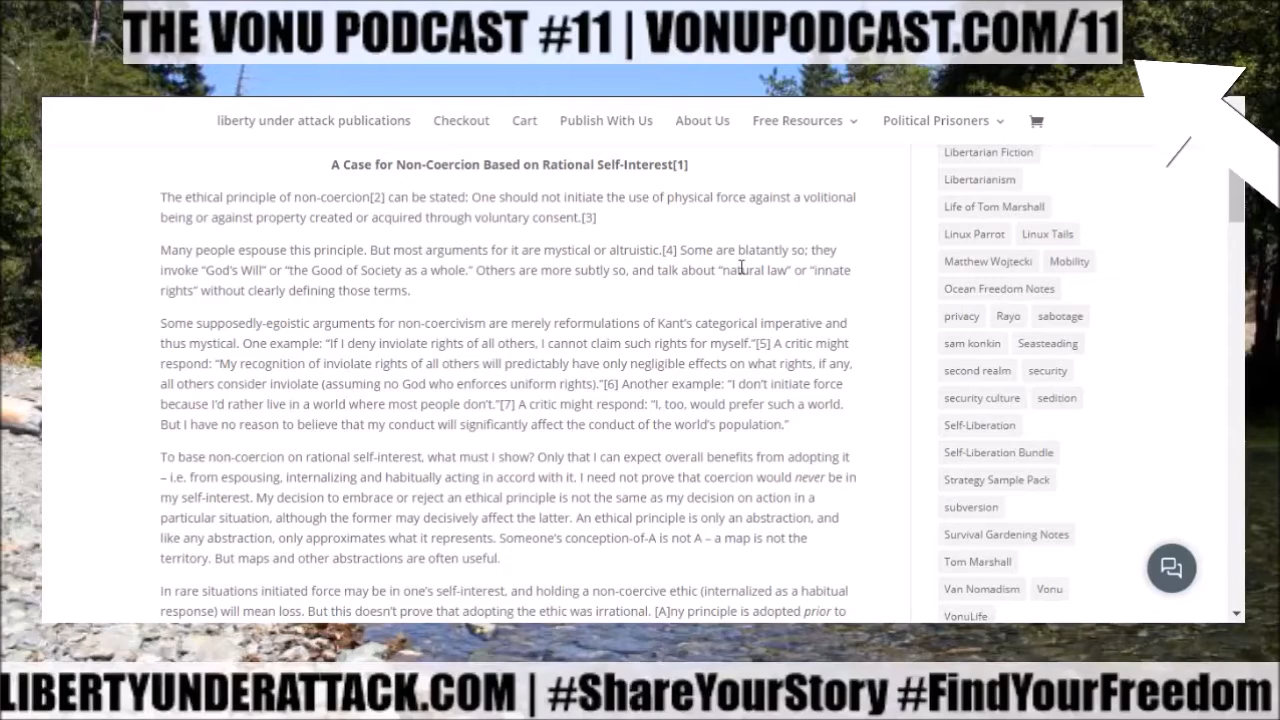 THE VONU PODCAST #11 | VONUPODCAST.COM/11
liberty under attack publications Checkout Cart Publish With Us About Us Free Resources Political Prisoners
A Case for Non-Coercion Based on Rational Self-Interest[1]
The ethical principle of non-coercion[2] can be stated: One should not initiate the use of physical force against a volitional
being or against property created or acquired through voluntary consent.[3]
Many people espouse this principle. But most arguments for it are mystical or altruistic.[4] Some are blatantly so; they
invoke “God’s Will” or “the Good of Society as a whole.” Others are more subtly so, and talk about “natural law” or “innate
rights” without clearly defining those terms.
Some supposedly-egoistic arguments for non-coercivism are merely reformulations of Kant’s categorical imperative and
thus mystical. One example: “If I deny inviolate rights of all others, I cannot claim such rights for myself.”[5] A critic might
respond: “My recognition of inviolate rights of all others will predictably have only negligible effects on what rights, if any,
all others consider inviolate (assuming no God who enforces uniform rights).”[6] Another example: “I don’t initiate force
because I’d rather live in a world where most people don’t.”[7] A critic might respond: “I, too, would prefer such a world.
But I have no reason to believe that my conduct will significantly affect the conduct of the world’s population.”
To base non-coercion on rational self-interest, what must I show? Only that I can expect overall benefits from adopting it
– i.e. from espousing, internalizing and habitually acting in accord with it. I need not prove that coercion would never be in
my self-interest. My decision to embrace or reject an ethical principle is not the same as my decision on action in a
particular situation, although the former may decisively affect the latter. An ethical principle is only an abstraction, and
like any abstraction, only approximates what it represents. Someone’s conception-of-A is not A – a map is not the
territory. But maps and other abstractions are often useful.
In rare situations initiated force may be in one’s self-interest, and holding a non-coercive ethic (internalized as a habitual
response) will mean loss. But this doesn’t prove that adopting the ethic was irrational. [A]ny principle is adopted prior to
Libertarian Fiction
Libertarianism
Life of Tom Marshall
Linux Parrot Linux Tails
Matthew Wojtecki Mobility
Ocean Freedom Notes
privacy Rayo sabotage
sam konkin Seasteading
second realm security
security culture sedition
Self-Liberation
Self-Liberation Bundle
Strategy Sample Pack
subversion
Survival Gardening Notes
Tom Marshall
Van Nomadism Vonu
VonuLife
LIBERTYUNDERATTACK.COM | #ShareYourStory #FindYourFreedom